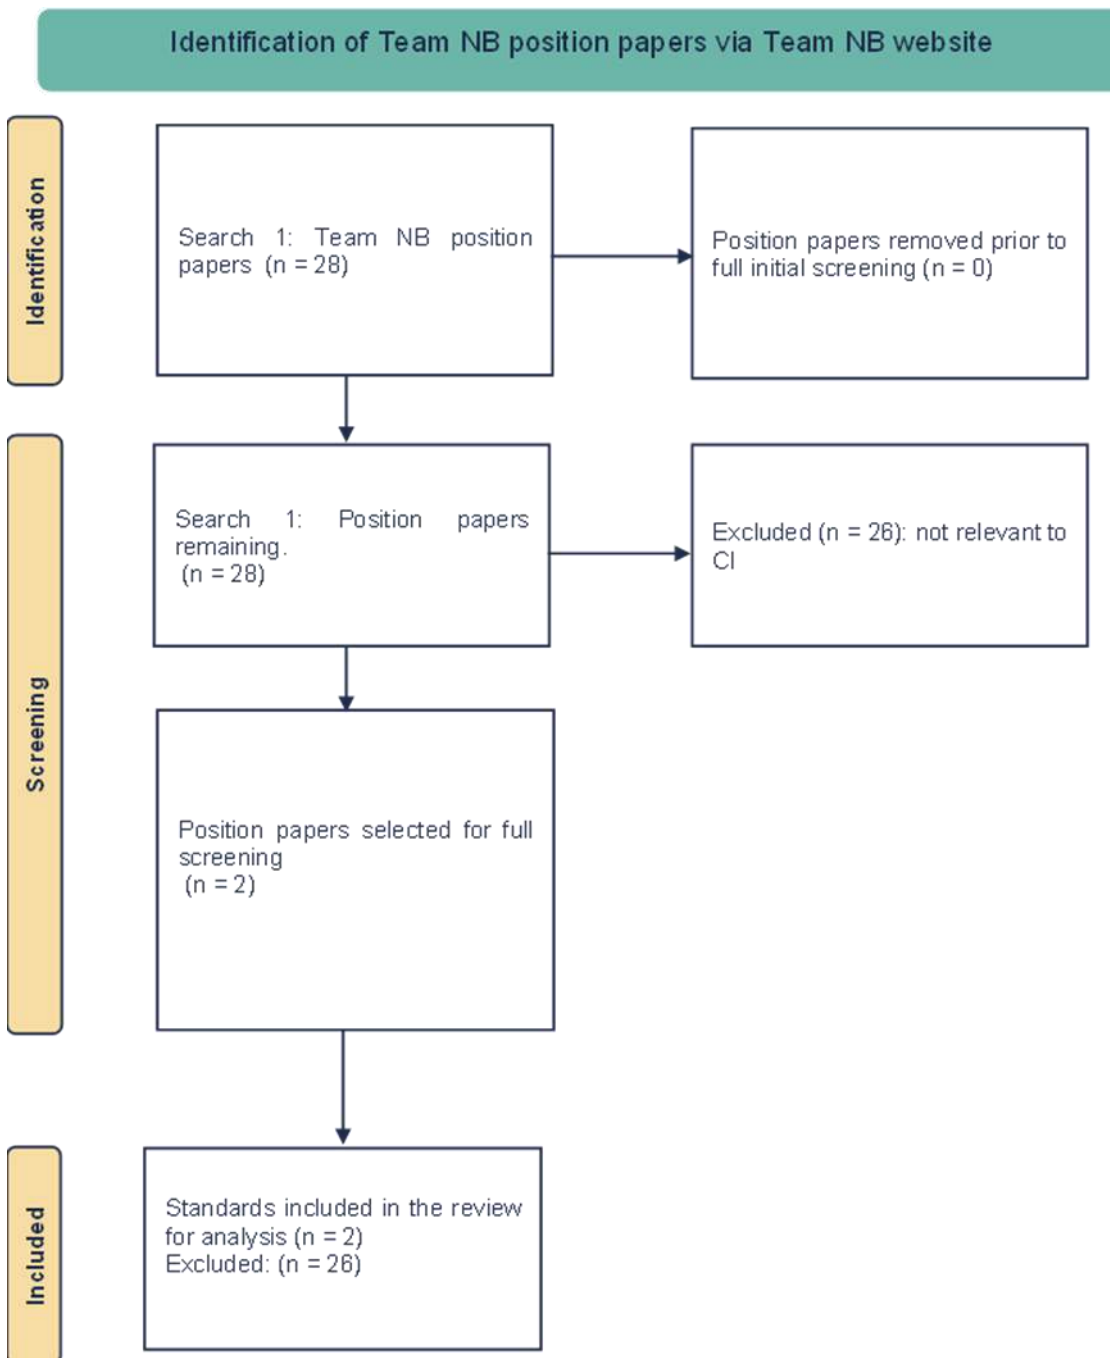 Identification of Team NB position papers via Team NB website
Identification
Search 1: Team NB position
papers (n = 28)
Position papers removed prior to
full initial screening (n = 0)
Screening
Search 1: Position papers
remaining.
(n = 28)
Excluded (n = 26): not relevant to
CI
Position papers selected for full
screening
(n = 2)
Included
Standards included in the review
for analysis (n = 2)
Excluded: (n = 26)